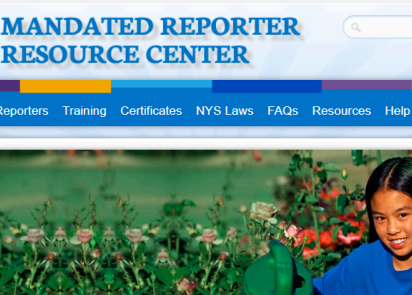 MANDATED REPORTER
RESOURCE CENTER
Reporters Training Certificates NYS Laws FAQs Resources Help